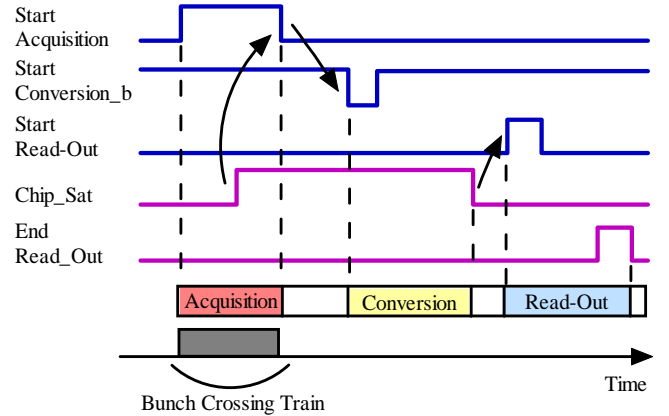 Start
Acquisition
Start
Conversion_b
Start
Read-Out
Chip_Sat
End
Read_Out
Acquisition
Conversion
Read-Out
Time
Bunch Crossing Train